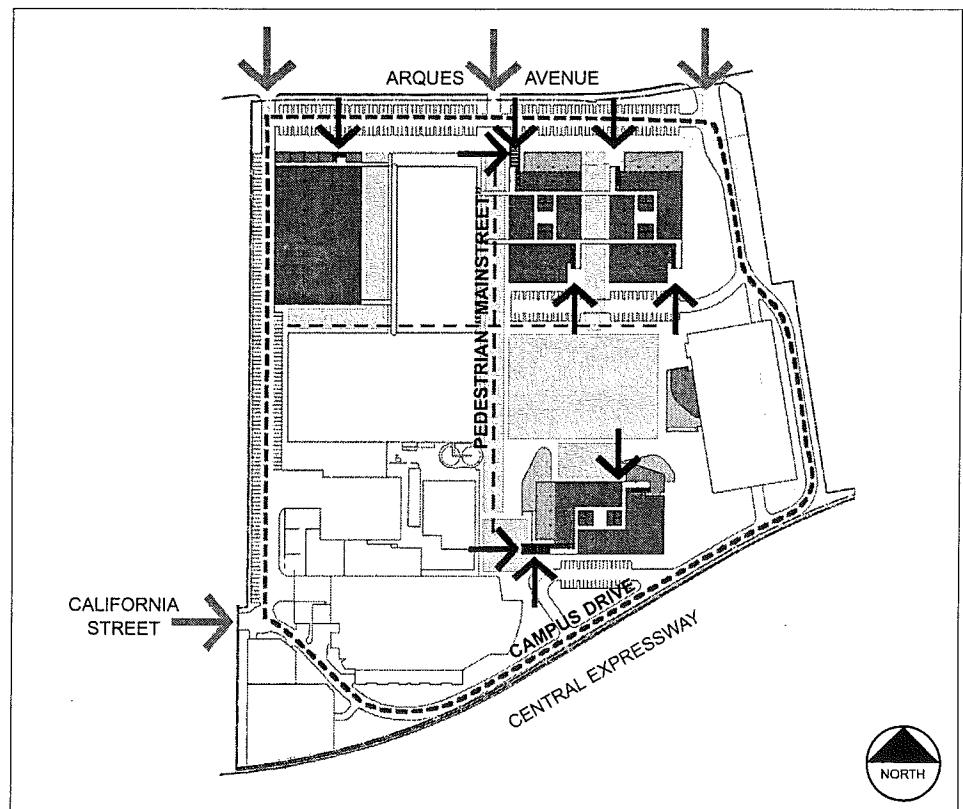 ARQUES AVENUE
PEDESTRIAN "MAINSTREET"
CALIFORNIA
STREET
CAMPUS DRIVE
CENTRAL EXPRESSWAY
NORTH